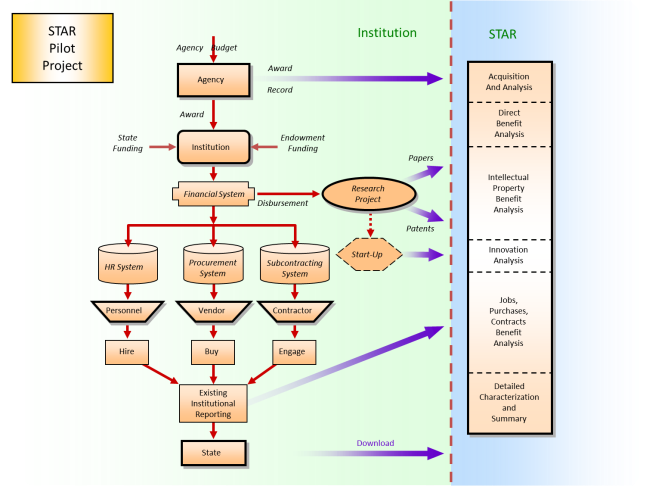 STAR
Pilot
Project
Institution
STAR
Agency Budget
Agency
Award
Record
Award
State
Funding
Institution
Endowment
Funding
Financial System
Disbursement
Research
Project
Papers
Patents
Start-Up
HR System
Procurement
System
Subcontracting
System
Personnel
Vendor
Contractor
Hire
Buy
Engage
Existing
Institutional
Reporting
State
Download
Acquisition
And Analysis
Direct
Benefit
Analysis
Intellectual
Property
Benefit
Analysis
Innovation
Analysis
Jobs,
Purchases,
Contracts
Benefit
Analysis
Detailed
Characterization
and
Summary